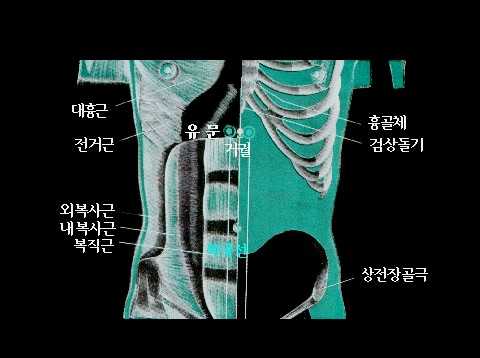 대흉근
흉골체
전거근
유 문
검상돌기
거궐
외복사근
내복사근
복직근
상전장골극